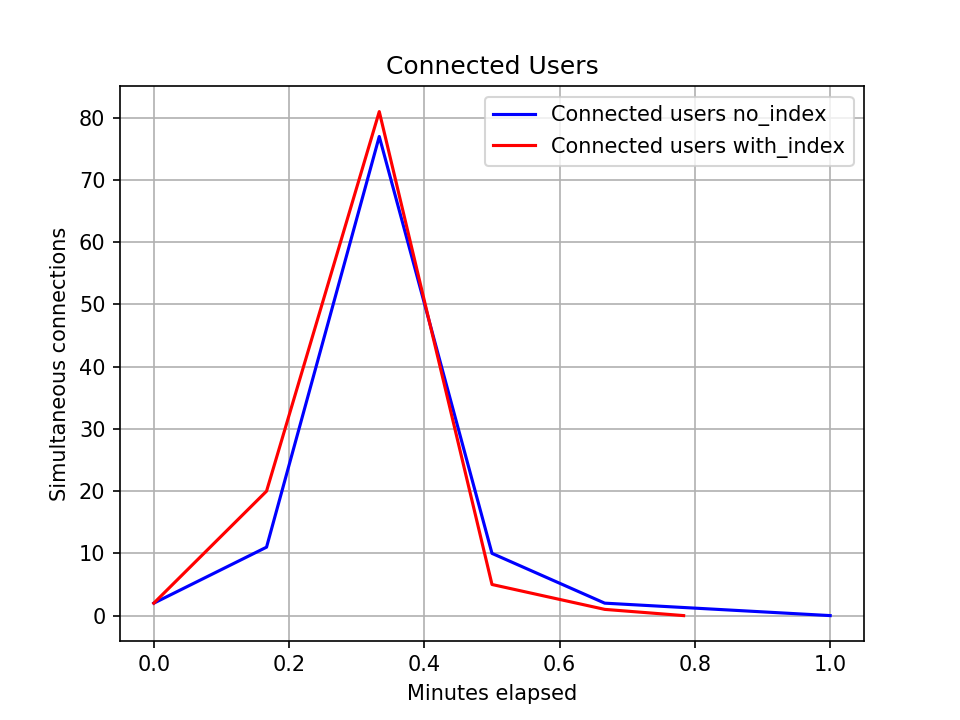 Connected Users
Connected users no_index
Connected users with_index
80
70
60
50
40
30
20
10
0
Simultaneous connections
0.0 0.2 0.4 0.6 0.8 1.0
Minutes elapsed